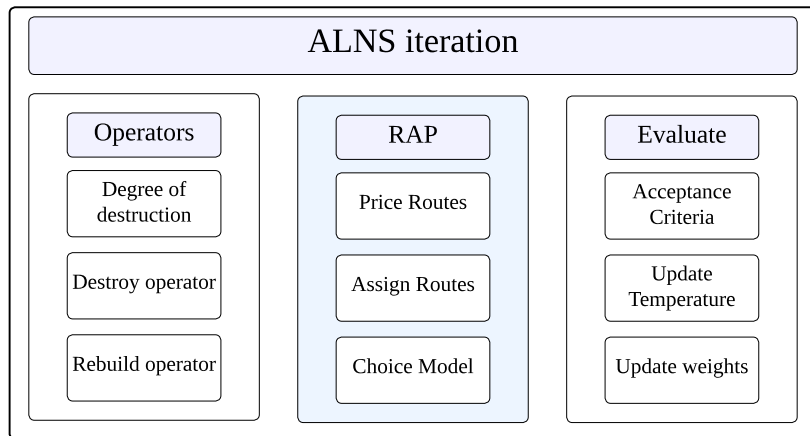 ALNS iteration
Operators
Degree of
destruction
Destroy operator
Rebuild operator
RAP
Price Routes
Assign Routes
Choice Model
Evaluate
Acceptance
Criteria
Update
Temperature
Update weights